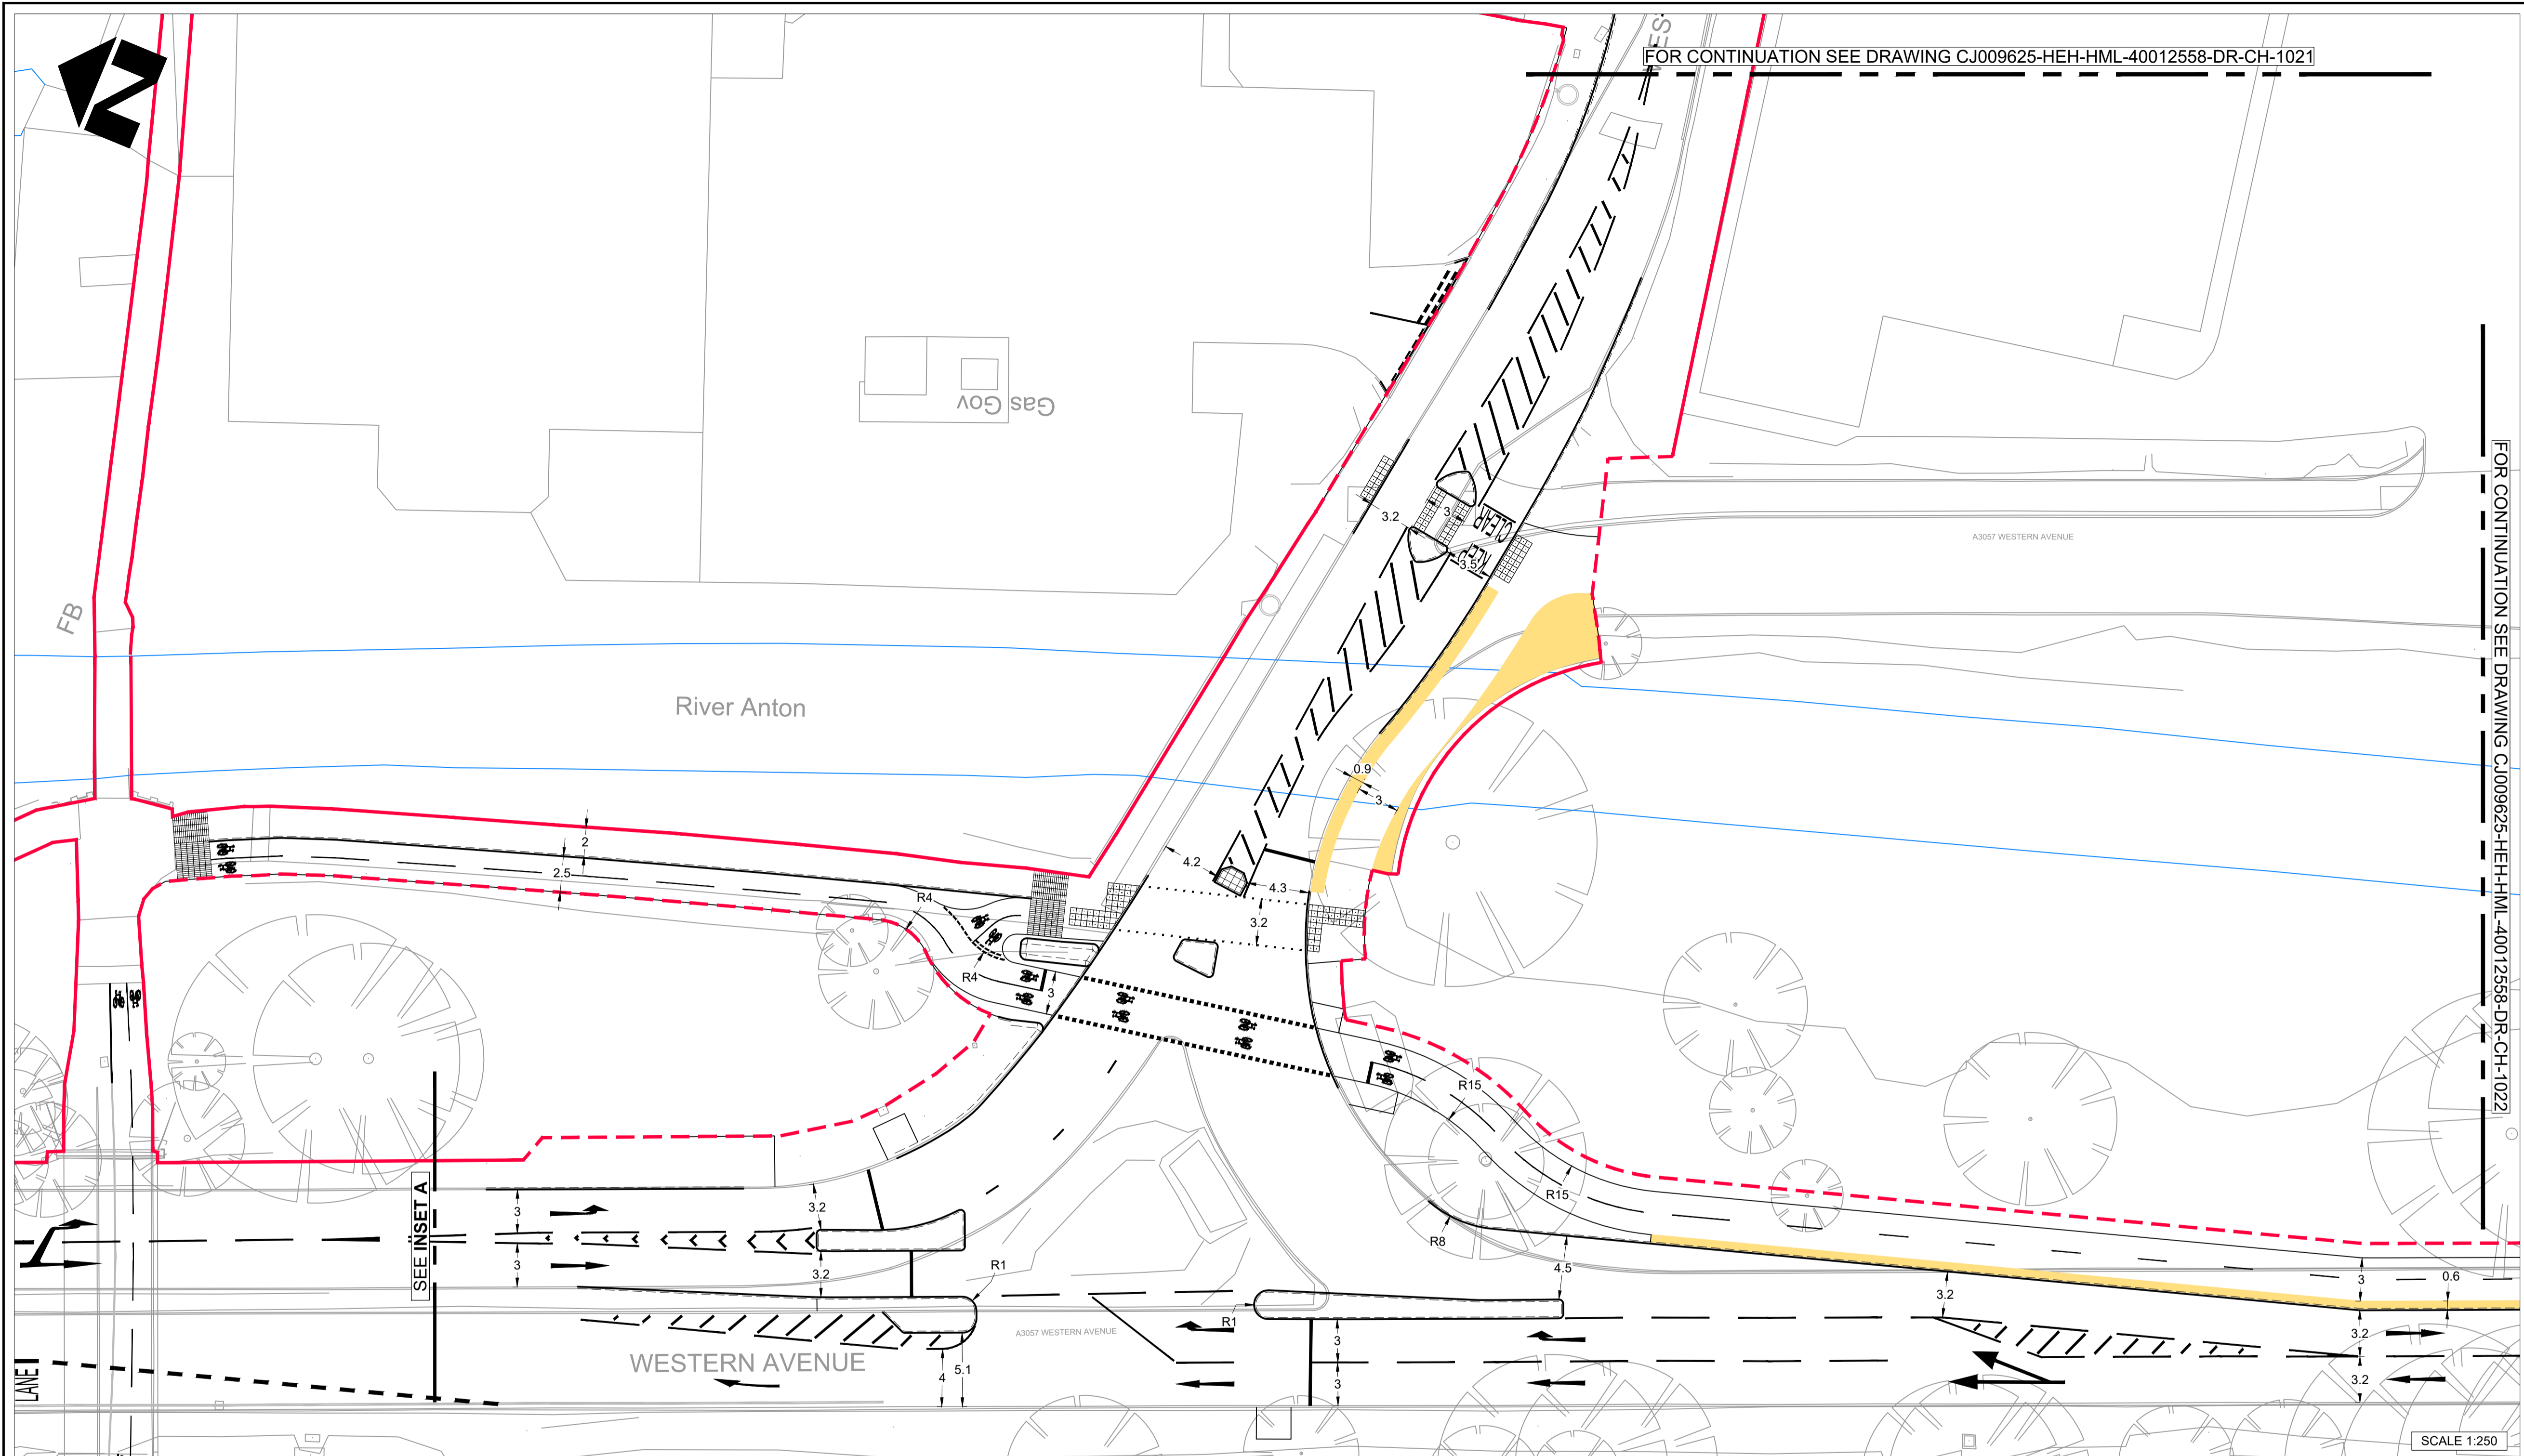 N
WES
FOR CONTINUATION SEE DRAWING CJ009625-HEH-HML-40012558-DR-CH-1021
Gas Gov
FB
River Anton
3.2
3
KEEP
CLEAR
3.5
A3057 WESTERN AVENUE
FOR CONTINUATION SEE DRAWING CJ009625-HEH-HML-40012558-DR-CH-1022
0.9
3
2
2.5
4.2
4.3
3.2
R4
R4
3
R15
R15
R8
SEE INSET A
3
3
3.2
3.2
R1
R1
4.5
3.2
3
0.6
3.2
3.2
3
3
A3057 WESTERN AVENUE
WESTERN AVENUE
4
5.1
LANE
SCALE 1:250